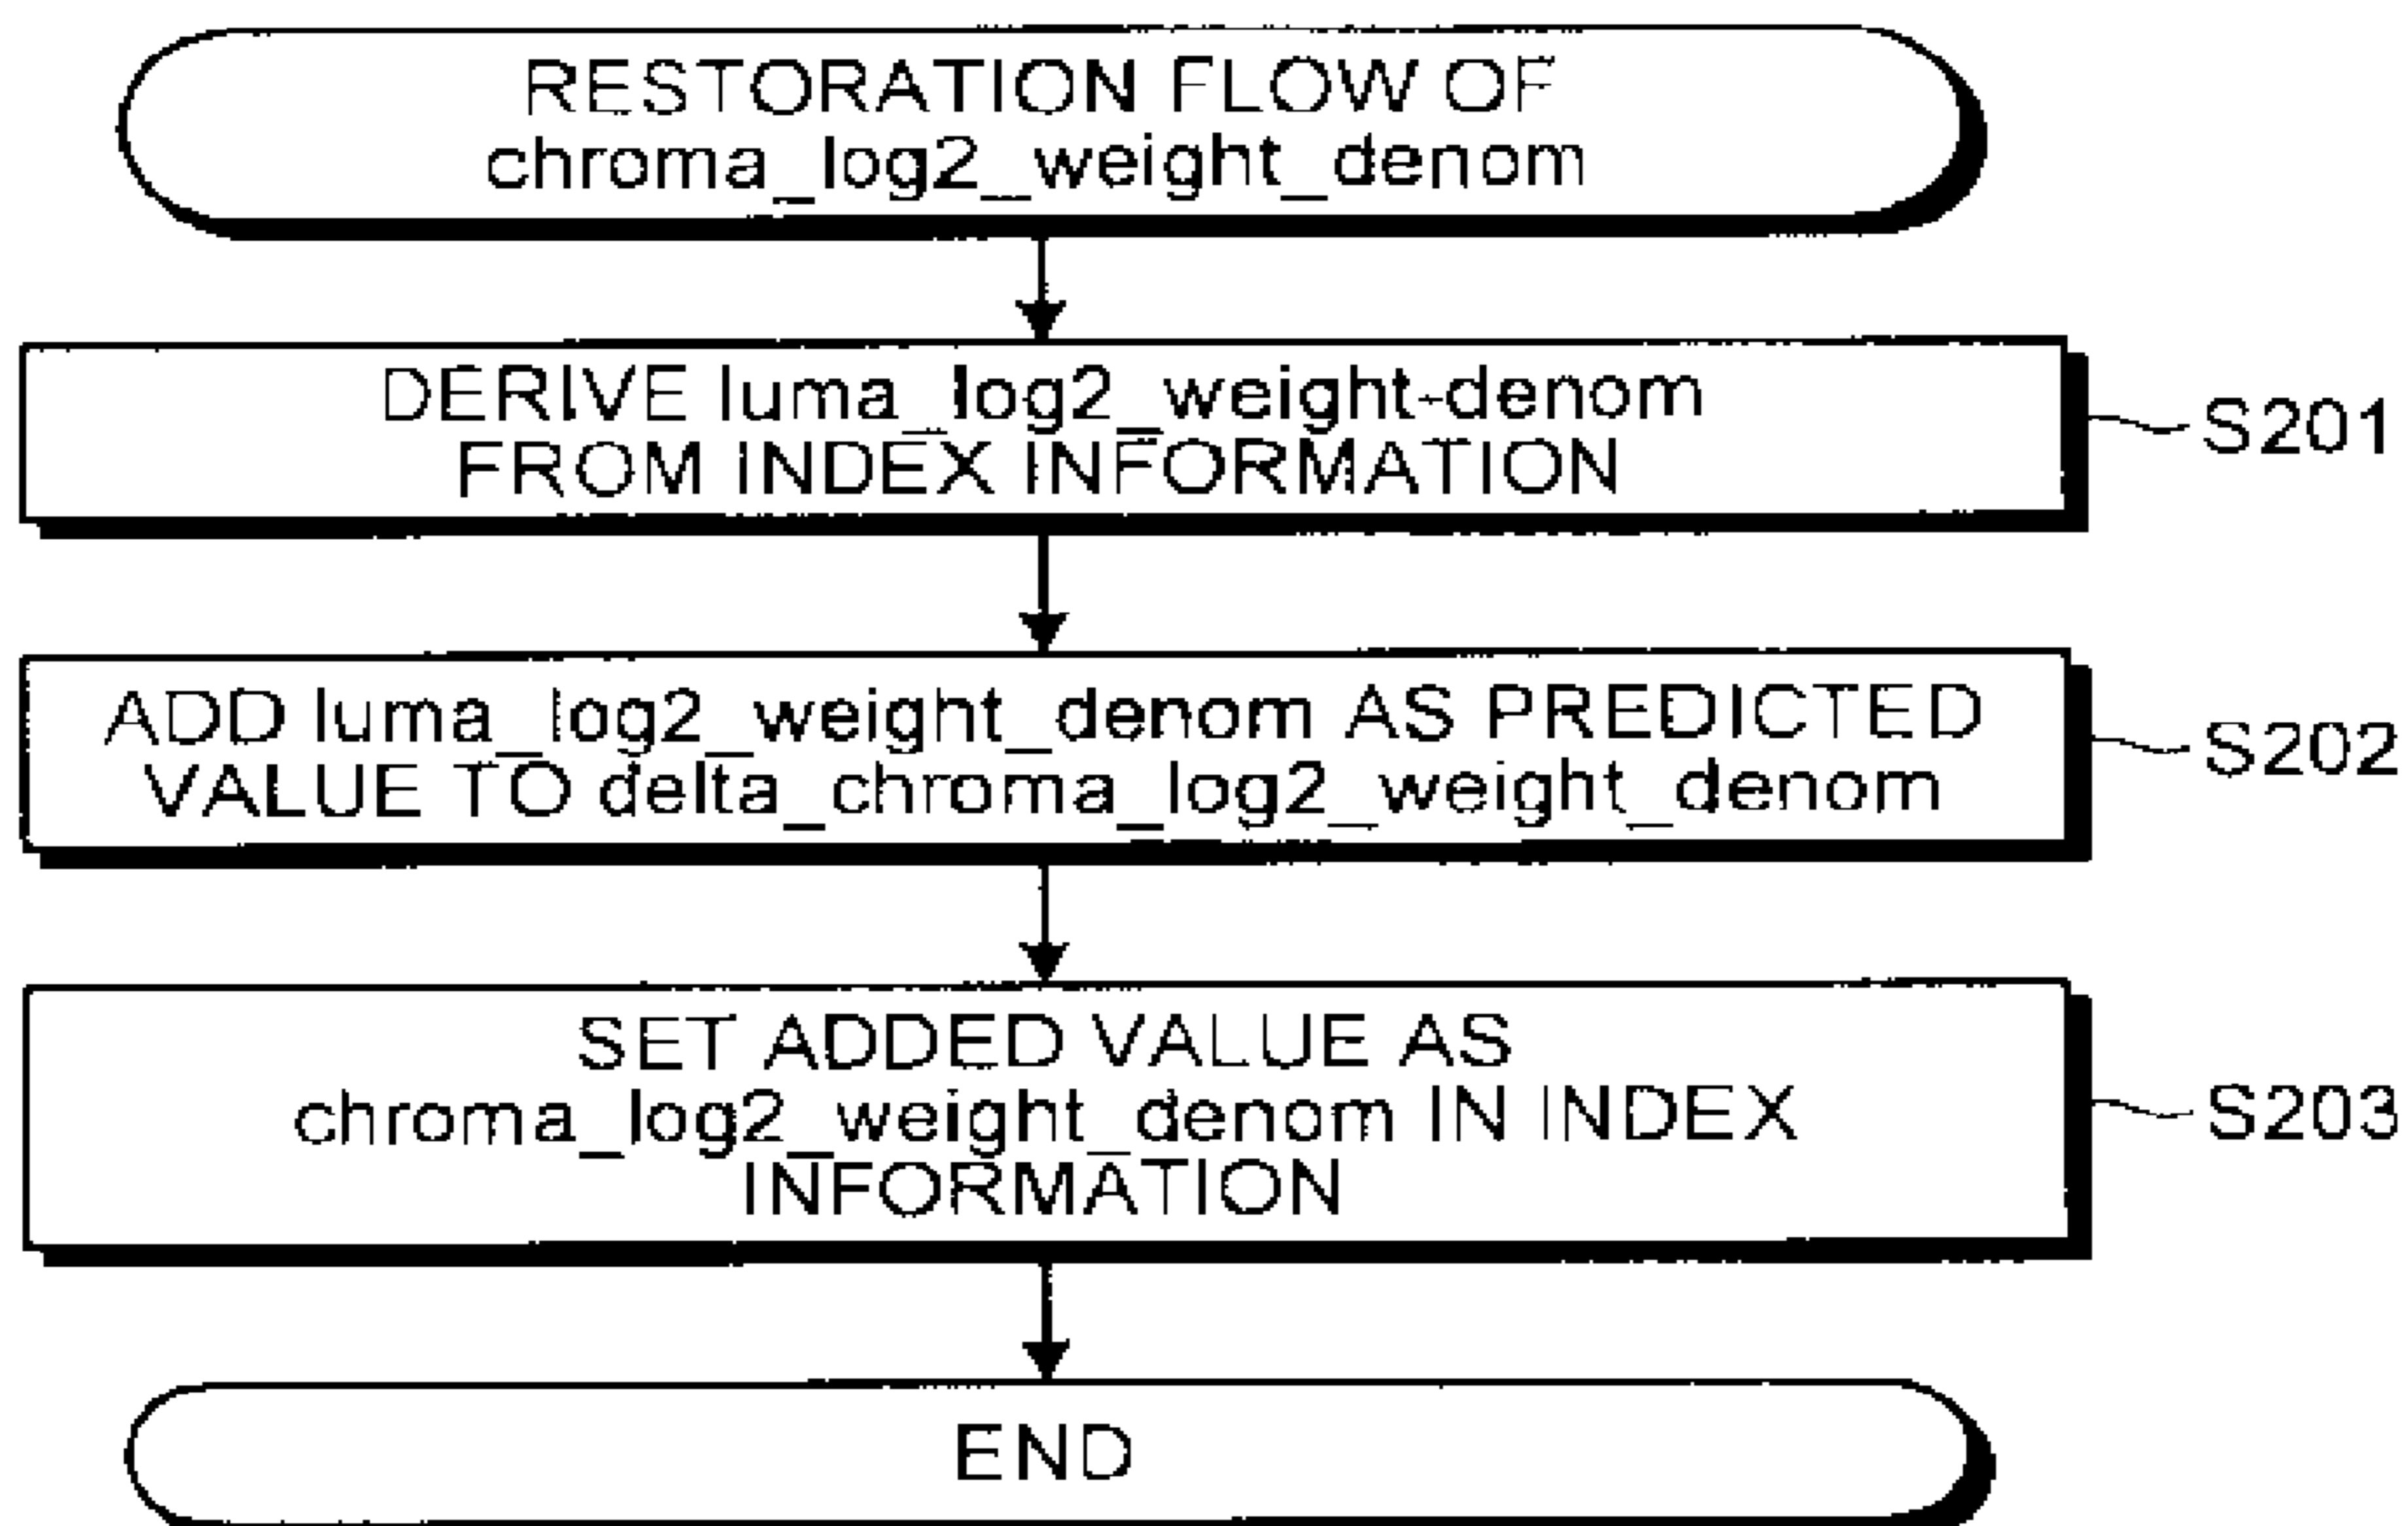 RESTORATION FLOW OF
chroma_log2_weight_denom
DERIVE luma_log2_weight-denom
FROM INDEX INFORMATION
S201
ADD luma_log2_weight_denom AS PREDICTED
VALUE TO delta_chroma_log2_weight_denom
S202
SET ADDED VALUE AS
chroma_log2_weight_denom IN INDEX
INFORMATION
S203
END